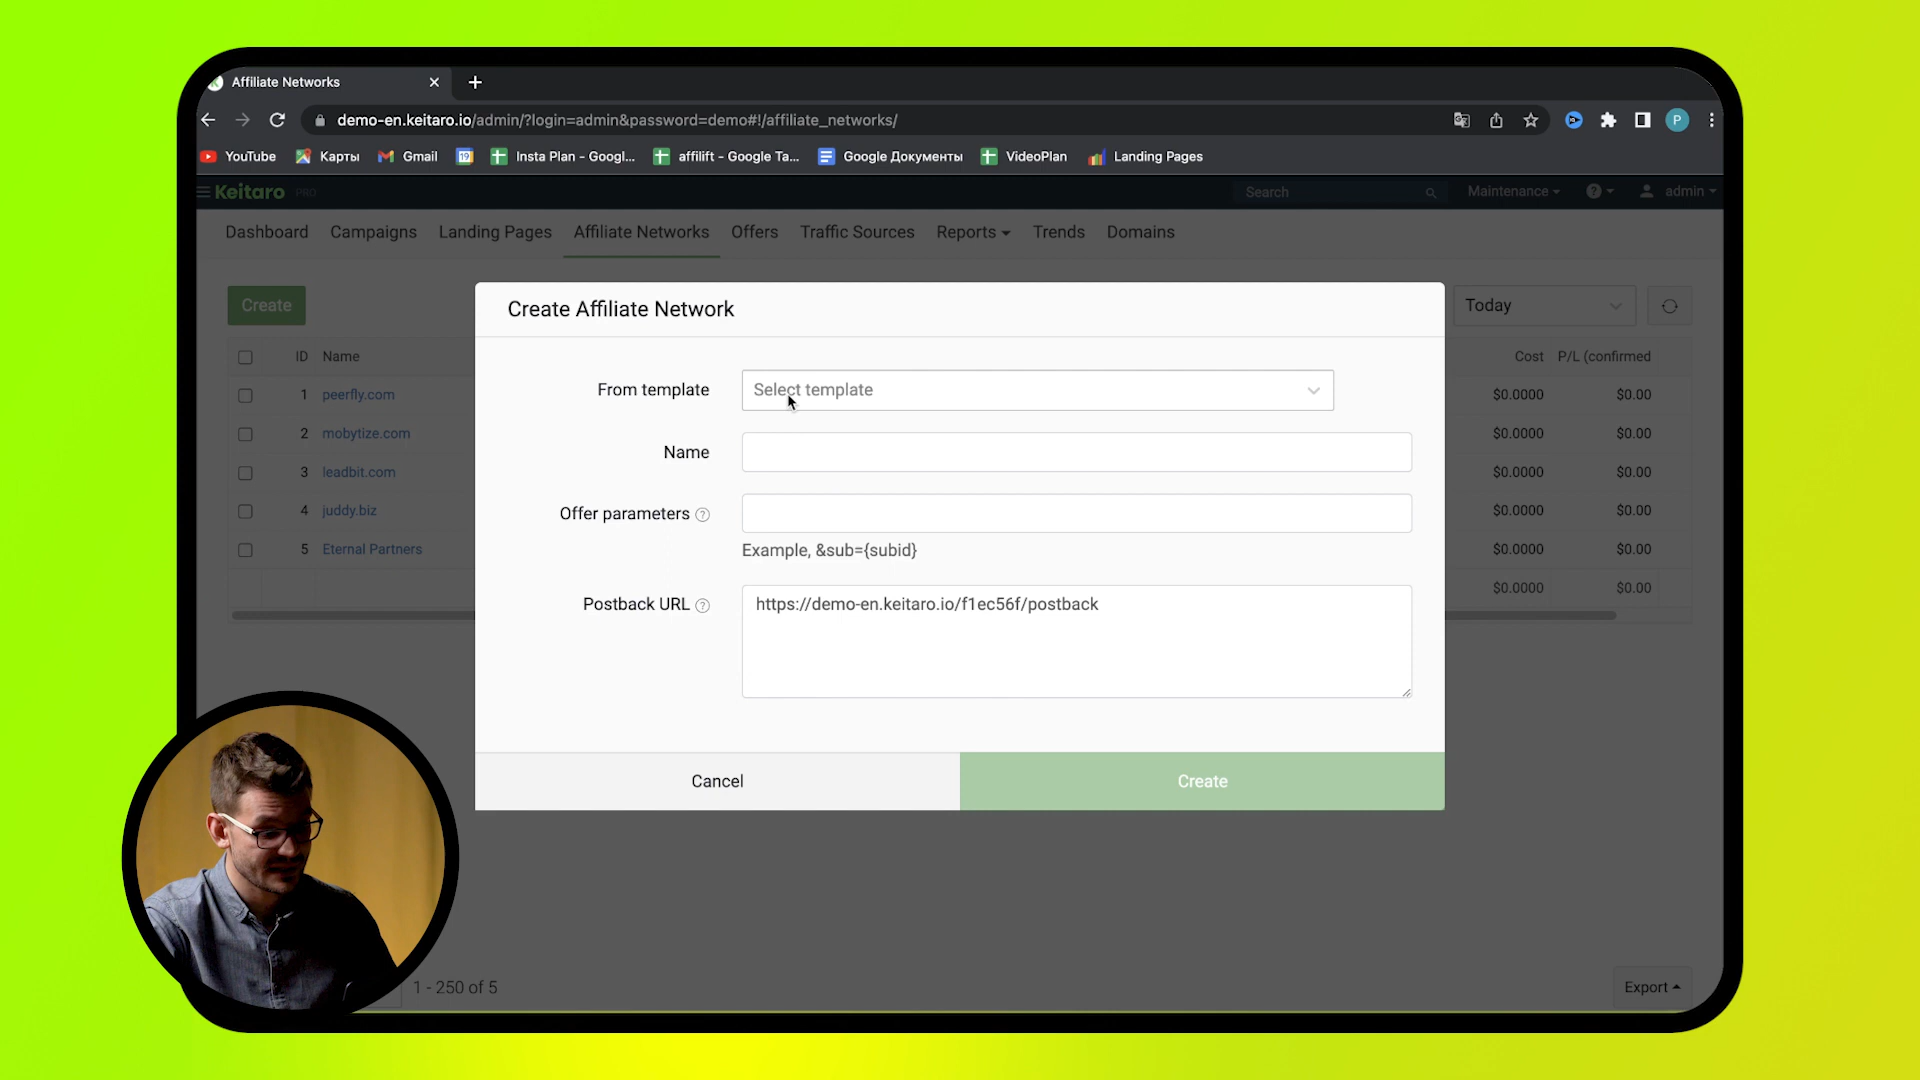 Affiliate Networks
demo-en.keitaro.io/admin/?login=admin&password=demo#!/affiliate_networks/
P
YouTube Карты Gmail Insta Plan - Googl... affilift - Google Ta... Google Документы VideoPlan Landing Pages
Keitaro PRO Search Maintenance admin
Dashboard Campaigns Landing Pages Affiliate Networks Offers Traffic Sources Reports Trends Domains
Create
Today
ID Name Cost P/L (confirmed
1 peerfly.com $0.0000 $0.00
2 mobytize.com $0.0000 $0.00
3 leadbit.com $0.0000 $0.00
4 juddy.biz $0.0000 $0.00
5 Eternal Partners $0.0000 $0.00
$0.0000 $0.00
Create Affiliate Network
From template Select template
Name
Offer parameters ?
Example, &sub={subid}
Postback URL ? https://demo-en.keitaro.io/f1ec56f/postback
Cancel Create
1 - 250 of 5
Export